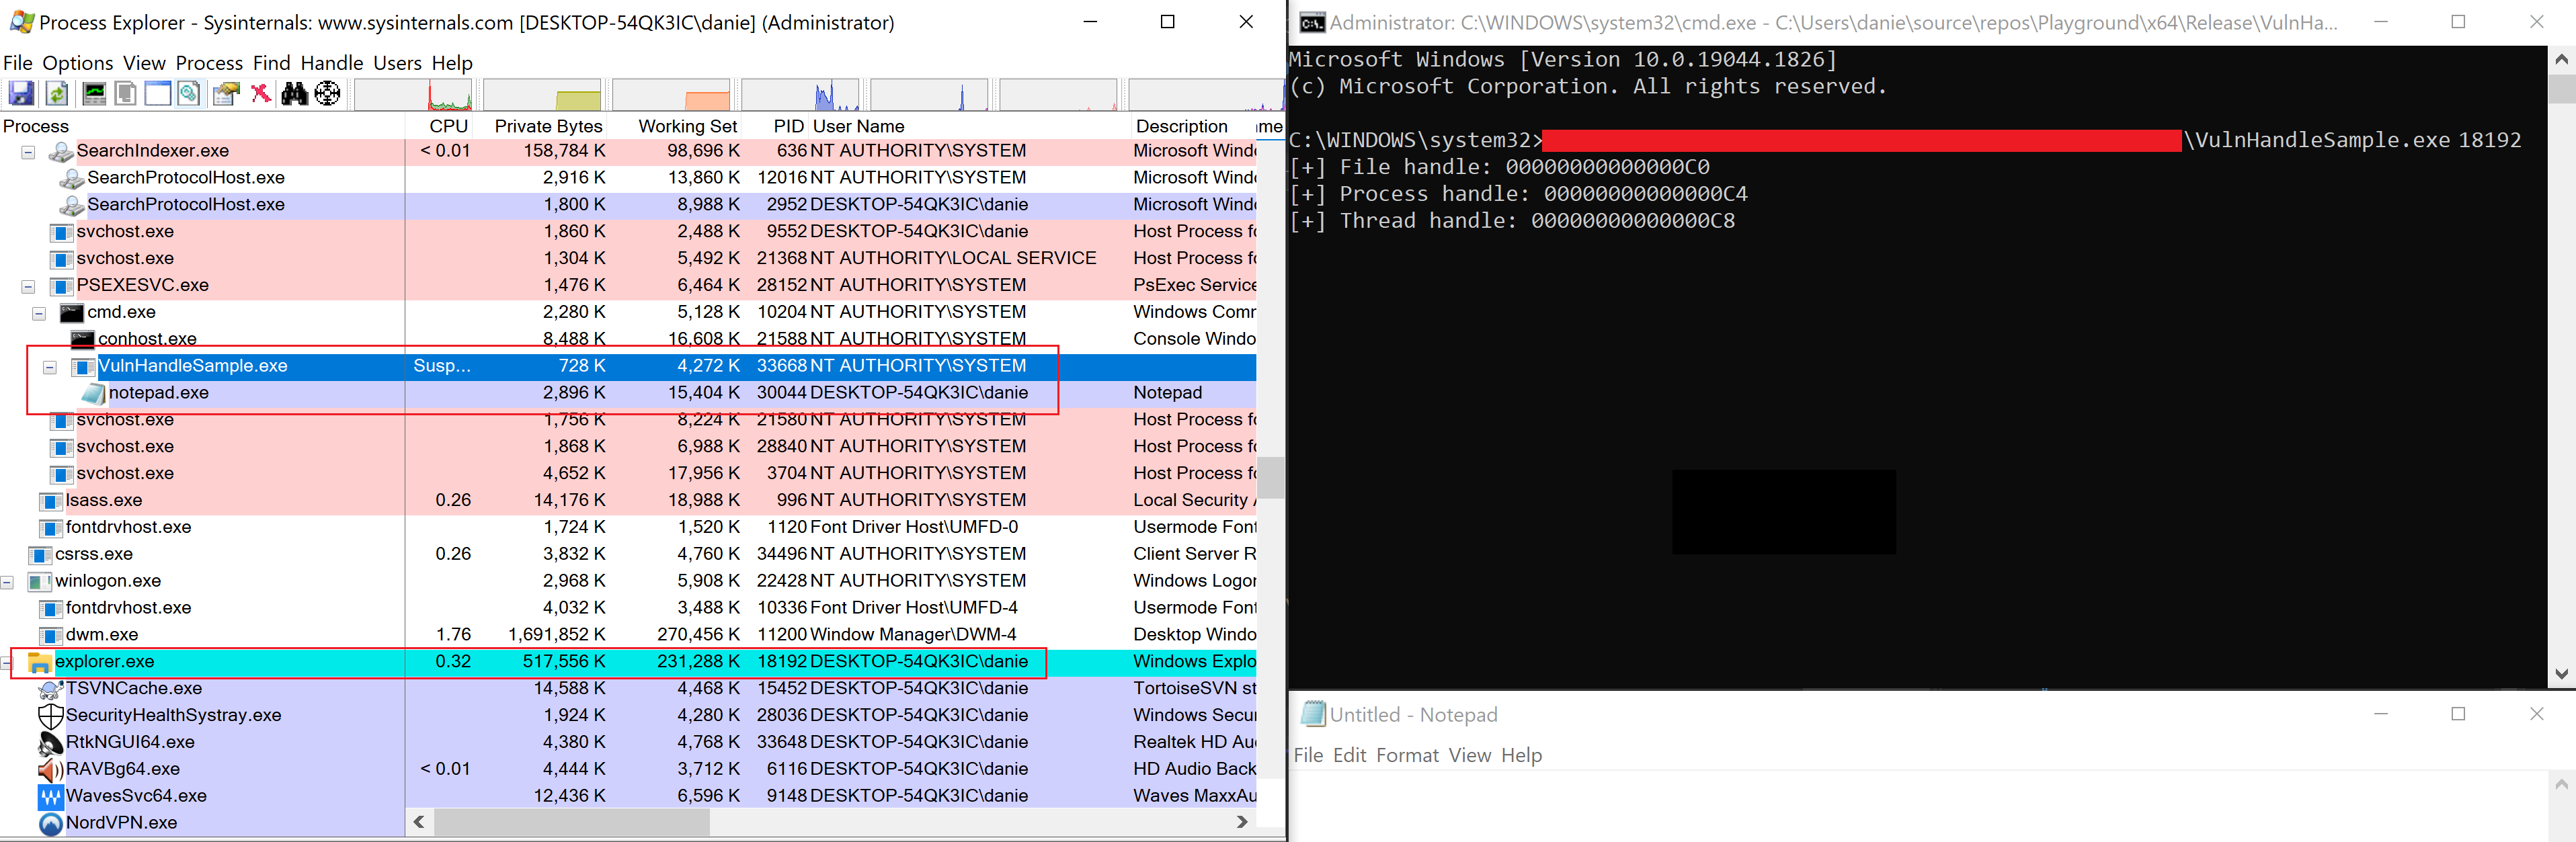 Process Explorer - Sysinternals: www.sysinternals.com [DESKTOP-54QK3IC\danie] (Administrator)
File Options View Process Find Handle Users Help
Process CPU Private Bytes Working Set PID User Name Description me
SearchIndexer.exe < 0.01 158,784 K 98,696 K 636 NT AUTHORITY\SYSTEM Microsoft Wind
SearchProtocolHost.exe 2,916 K 13,860 K 12016 NT AUTHORITY\SYSTEM Microsoft Wind
SearchProtocolHost.exe 1,800 K 8,988 K 2952 DESKTOP-54QK3IC\danie Microsoft Wind
svchost.exe 1,860 K 2,488 K 9552 DESKTOP-54QK3IC\danie Host Process fo
svchost.exe 1,304 K 5,492 K 21368 NT AUTHORITY\LOCAL SERVICE Host Process fo
PSEXESVC.exe 1,476 K 6,464 K 28152 NT AUTHORITY\SYSTEM PsExec Service
cmd.exe 2,280 K 5,128 K 10204 NT AUTHORITY\SYSTEM Windows Comr
conhost.exe 8,488 K 16,608 K 21588 NT AUTHORITY\SYSTEM Console Windo
VulnHandleSample.exe Susp... 728 K 4,272 K 33668 NT AUTHORITY\SYSTEM
notepad.exe 2,896 K 15,404 K 30044 DESKTOP-54QK3IC\danie Notepad
svchost.exe 1,756 K 8,224 K 21580 NT AUTHORITY\SYSTEM Host Process fo
svchost.exe 1,868 K 6,988 K 28840 NT AUTHORITY\SYSTEM Host Process fo
svchost.exe 4,652 K 17,956 K 3704 NT AUTHORITY\SYSTEM Host Process fo
lsass.exe 0.26 14,176 K 18,988 K 996 NT AUTHORITY\SYSTEM Local Security A
fontdrvhost.exe 1,724 K 1,520 K 1120 Font Driver Host\UMFD-0 Usermode Font
csrss.exe 0.26 3,832 K 4,760 K 34496 NT AUTHORITY\SYSTEM Client Server R
winlogon.exe 2,968 K 5,908 K 22428 NT AUTHORITY\SYSTEM Windows Logon
fontdrvhost.exe 4,032 K 3,488 K 10336 Font Driver Host\UMFD-4 Usermode Font
dwm.exe 1.76 1,691,852 K 270,456 K 11200 Window Manager\DWM-4 Desktop Windo
explorer.exe 0.32 517,556 K 231,288 K 18192 DESKTOP-54QK3IC\danie Windows Explo
TSVNCache.exe 14,588 K 4,468 K 15452 DESKTOP-54QK3IC\danie TortoiseSVN st
SecurityHealthSystray.exe 1,924 K 4,280 K 28036 DESKTOP-54QK3IC\danie Windows Secur
RtkNGUI64.exe 4,380 K 4,768 K 33648 DESKTOP-54QK3IC\danie Realtek HD Au
RAVBg64.exe < 0.01 4,444 K 3,712 K 6116 DESKTOP-54QK3IC\danie HD Audio Back
WavesSvc64.exe 12,436 K 6,596 K 9148 DESKTOP-54QK3IC\danie Waves MaxxAu
NordVPN.exe
Administrator: C:\WINDOWS\system32\cmd.exe - C:\Users\danie\source\repos\Playground\x64\Release\VulnHa...
Microsoft Windows [Version 10.0.19044.1826]
(c) Microsoft Corporation. All rights reserved.
C:\WINDOWS\system32> \VulnHandleSample.exe 18192
[+] File handle: 00000000000000C0
[+] Process handle: 00000000000000C4
[+] Thread handle: 00000000000000C8
Untitled - Notepad
File Edit Format View Help